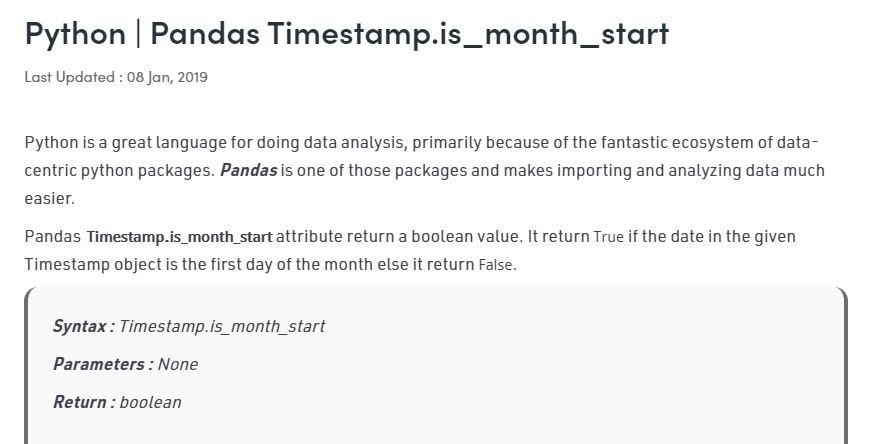 Python | Pandas Timestamp.is_month_start
Last Updated : 08 Jan, 2019
Python is a great language for doing data analysis, primarily because of the fantastic ecosystem of data-
centric python packages. Pandas is one of those packages and makes importing and analyzing data much
easier.
Pandas Timestamp.is_month_start attribute return a boolean value. It return True if the date in the given
Timestamp object is the first day of the month else it return False.
Syntax : Timestamp.is_month_start
Parameters : None
Return : boolean